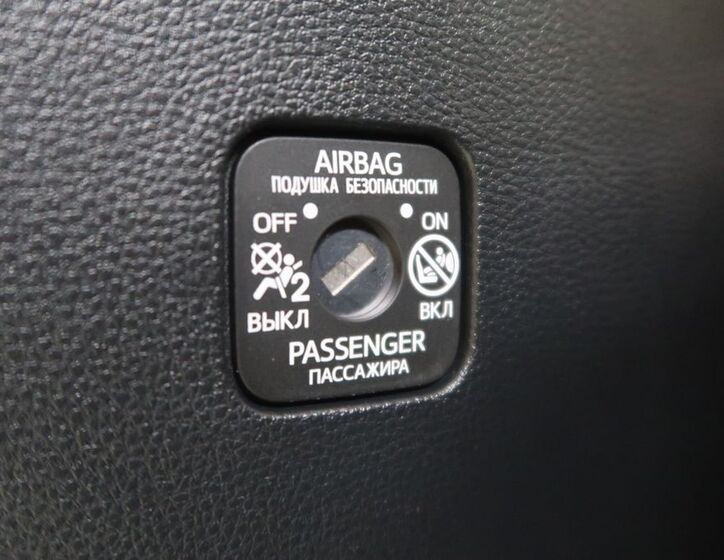 AIRBAG
ПОДУШКА БЕЗОПАСНОСТИ
OFF ON
2
ВЫКЛ ВКЛ
PASSENGER
ПАССАЖИРА